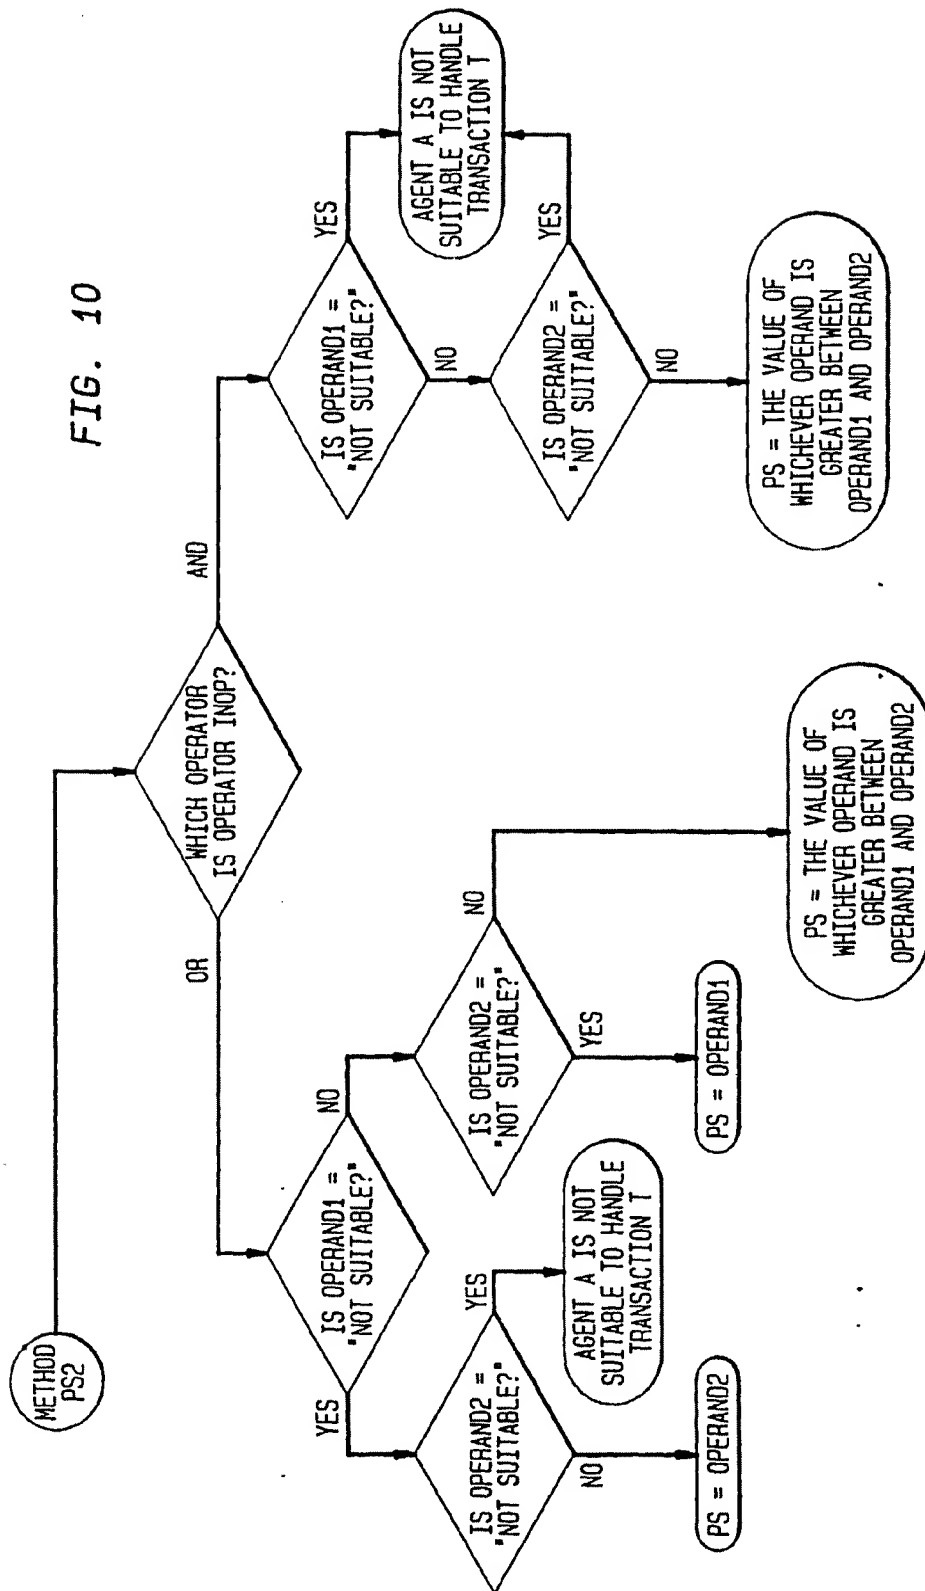 FIG. 10
METHOD
PS2
WHICH OPERATOR
IS OPERATOR INOP?
OR
AND
IS OPERAND1 =
"NOT SUITABLE?"
YES
NO
IS OPERAND2 =
"NOT SUITABLE?"
NO
YES
PS = OPERAND2
AGENT A IS NOT
SUITABLE TO HANDLE
TRANSACTION T
IS OPERAND2 =
"NOT SUITABLE?"
YES
NO
PS = OPERAND1
PS = THE VALUE OF
WHICHEVER OPERAND IS
GREATER BETWEEN
OPERAND1 AND OPERAND2
IS OPERAND1 =
"NOT SUITABLE?"
YES
NO
AGENT A IS NOT
SUITABLE TO HANDLE
TRANSACTION T
IS OPERAND2 =
"NOT SUITABLE?"
YES
NO
PS = THE VALUE OF
WHICHEVER OPERAND IS
GREATER BETWEEN
OPERAND1 AND OPERAND2